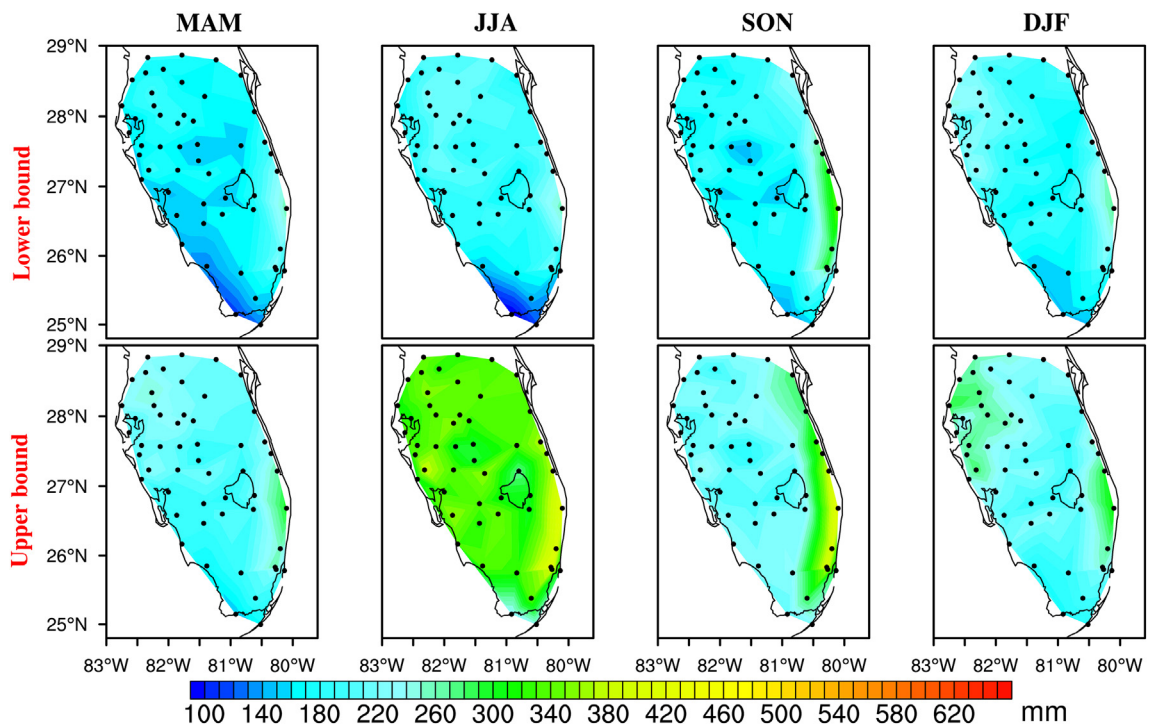 MAM JJA SON DJF
29°N
28°N
27°N
26°N
25°N
Lower bound
29°N
28°N
27°N
26°N
25°N
Upper bound
83°W 82°W 81°W 80°W 83°W 82°W 81°W 80°W 83°W 82°W 81°W 80°W 83°W 82°W 81°W 80°W
100 140 180 220 260 300 340 380 420 460 500 540 580 620 mm